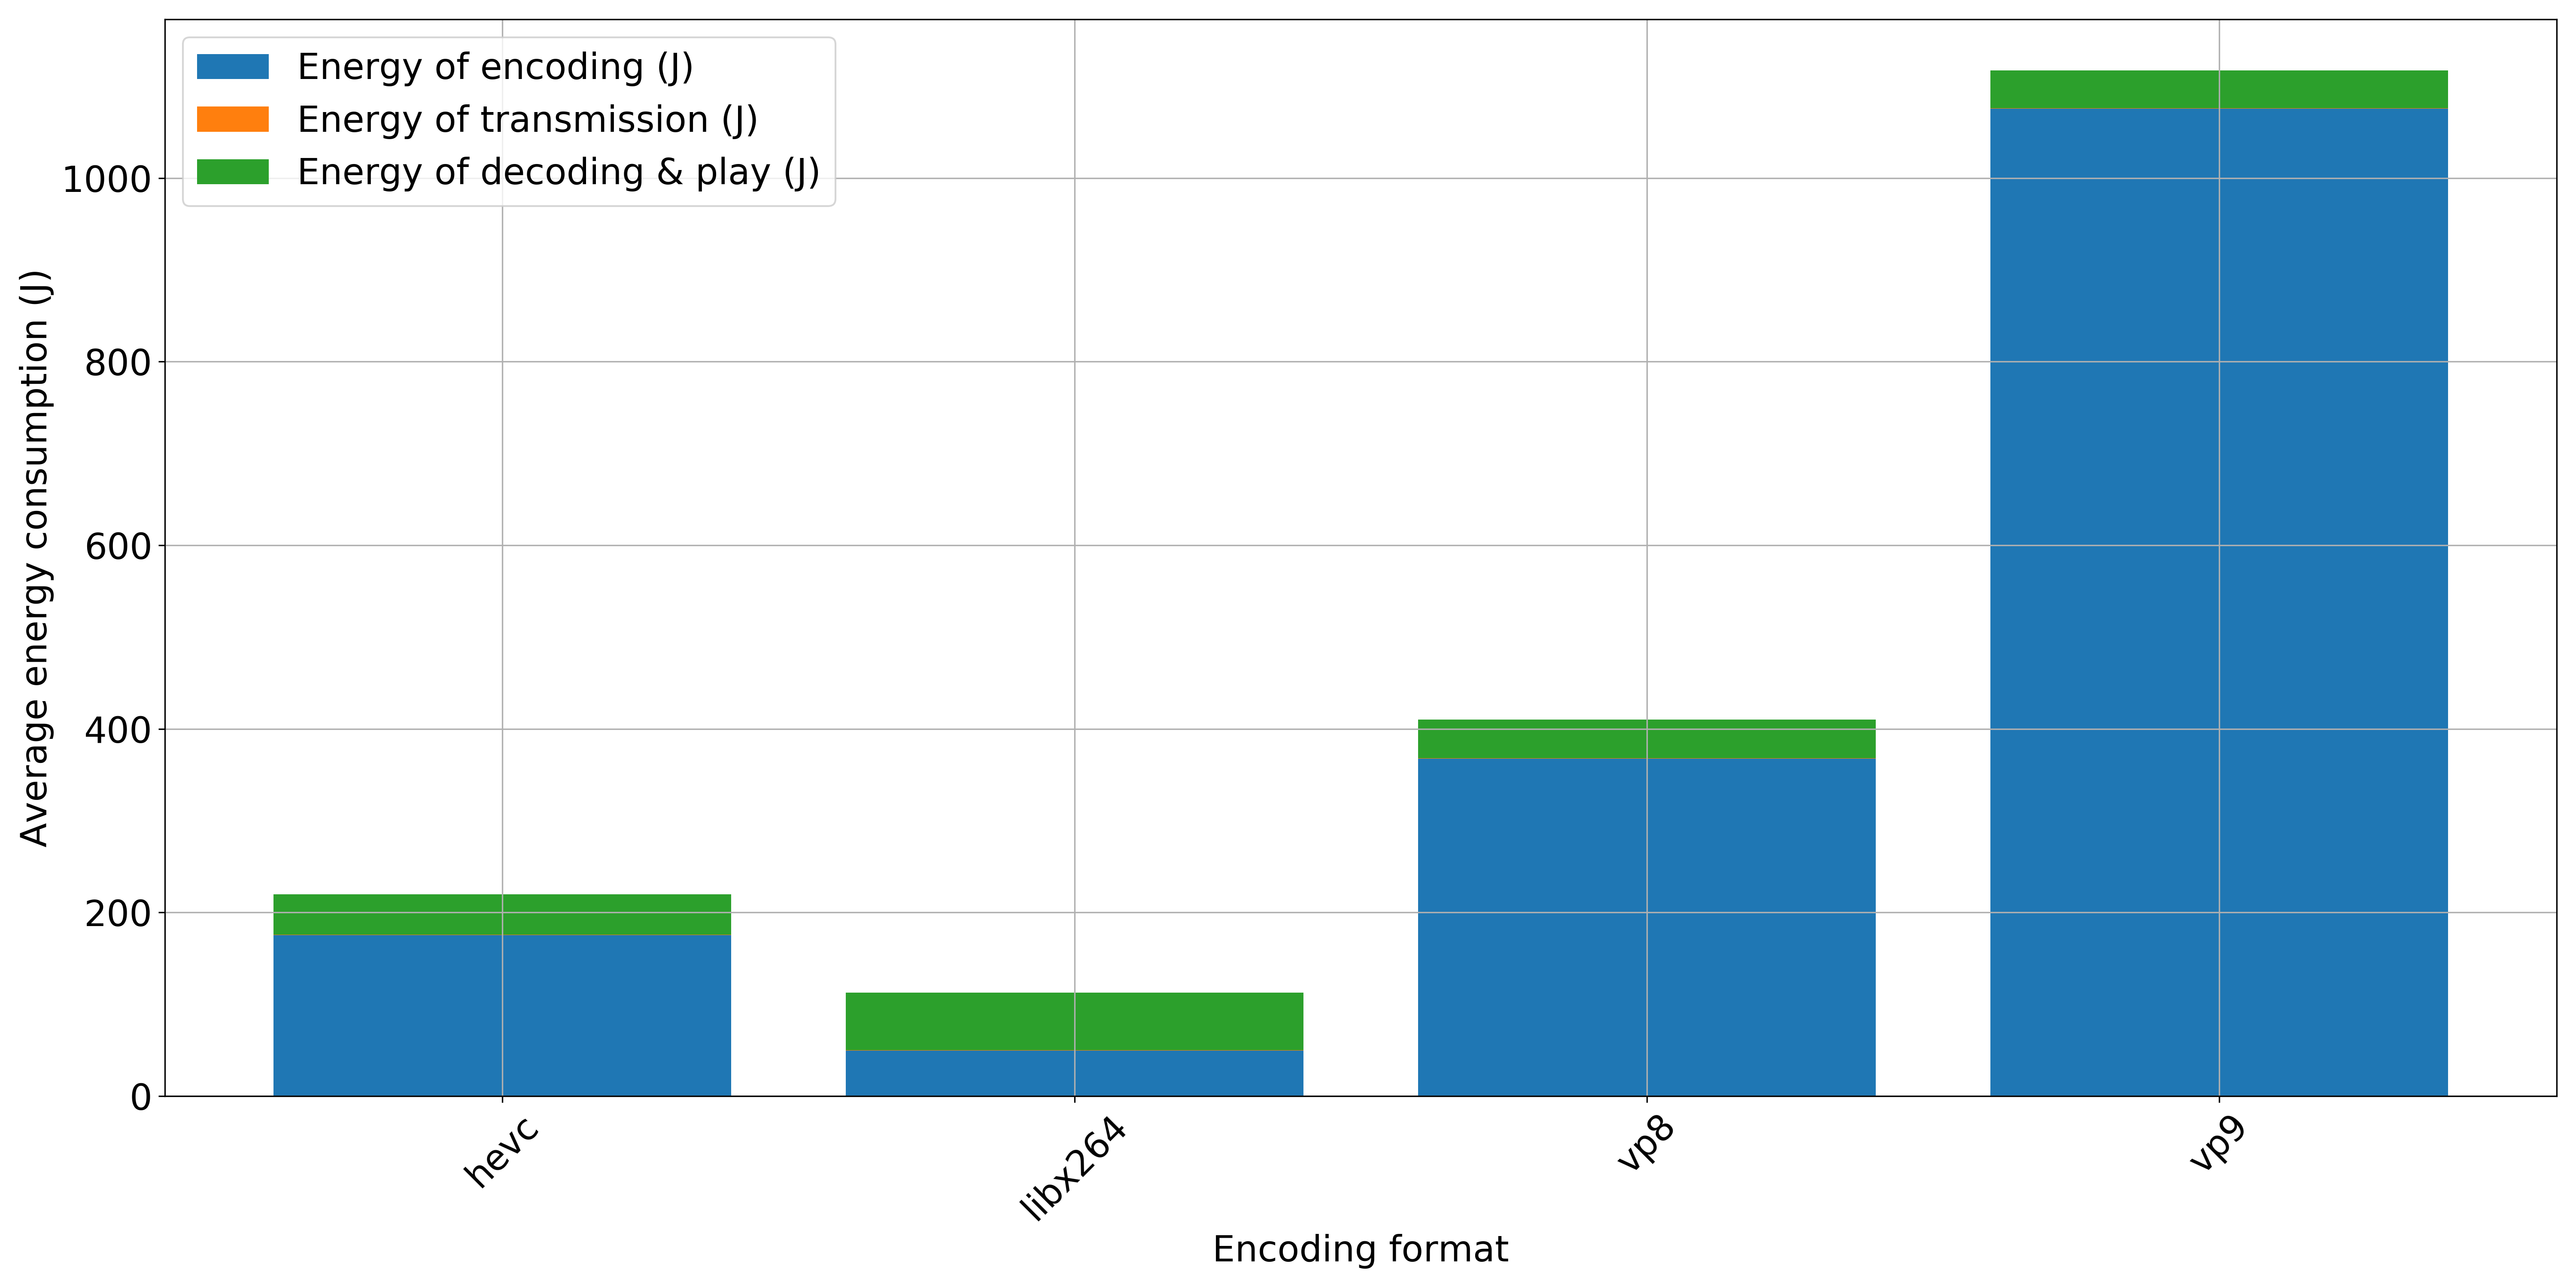 Energy of encoding (J)
Energy of transmission (J)
Energy of decoding & play (J)
Average energy consumption (J)
1000
800
600
400
200
0
hevc
libx264
vp8
vp9
Encoding format